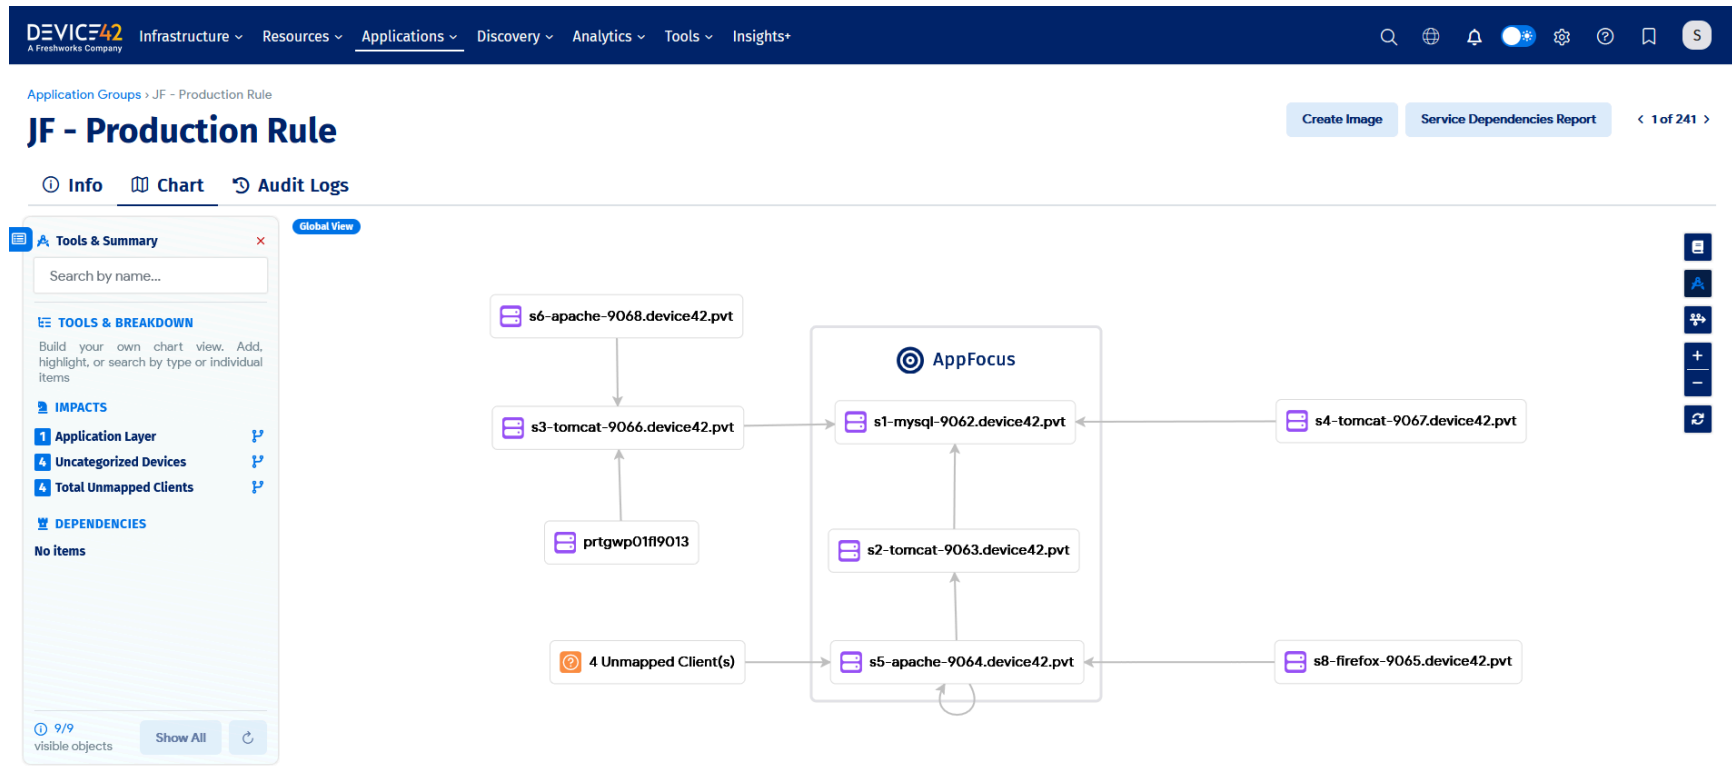 DEVICE42
A Freshworks Company
Infrastructure
Resources
Applications
Discovery
Analytics
Tools
Insights+
S
Application Groups › JF - Production Rule
JF - Production Rule
Create Image
Service Dependencies Report
1 of 241
Info
Chart
Audit Logs
Tools & Summary
Search by name...
TOOLS & BREAKDOWN
Build your own chart view. Add,
highlight, or search by type or individual
items
IMPACTS
1 Application Layer
4 Uncategorized Devices
4 Total Unmapped Clients
DEPENDENCIES
No items
9/9
visible objects
Show All
Global View
s6-apache-9068.device42.pvt
AppFocus
s3-tomcat-9066.device42.pvt
s1-mysql-9062.device42.pvt
s4-tomcat-9067.device42.pvt
prtgwp01fl9013
s2-tomcat-9063.device42.pvt
4 Unmapped Client(s)
s5-apache-9064.device42.pvt
s8-firefox-9065.device42.pvt